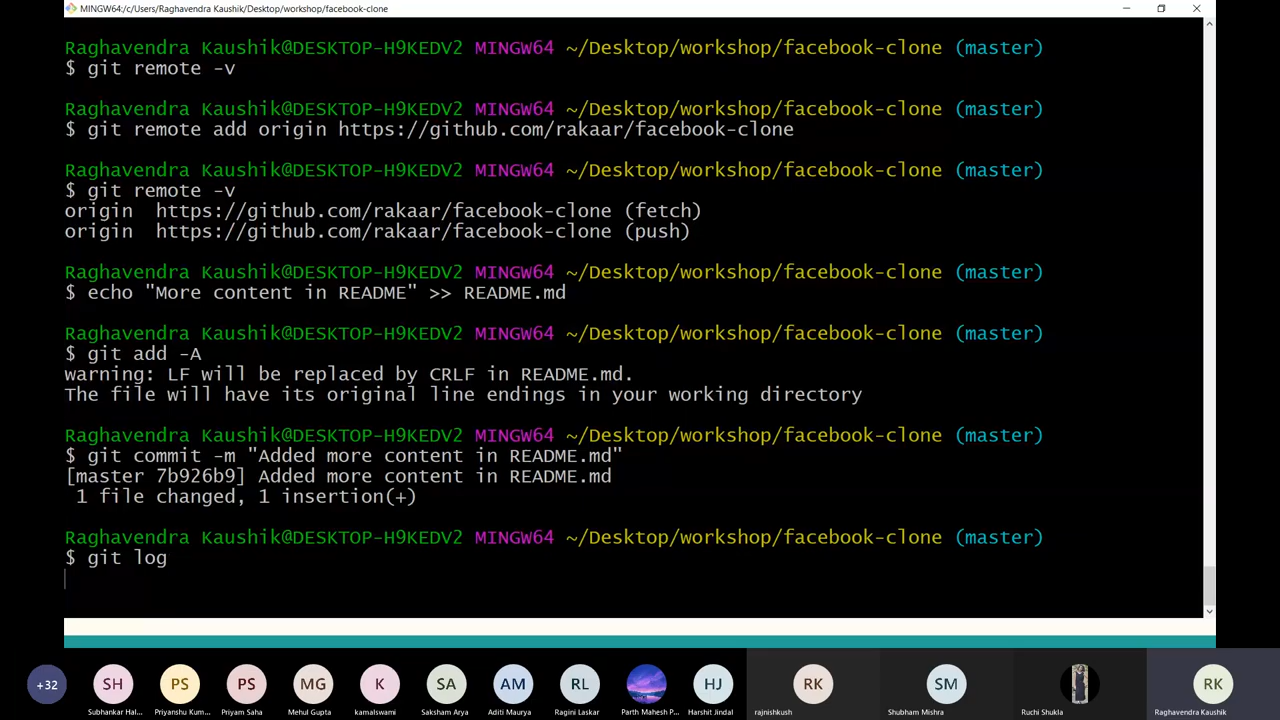 MINGW64:/c/Users/Raghavendra Kaushik/Desktop/workshop/facebook-clone
Raghavendra Kaushik@DESKTOP-H9KEDV2 MINGW64 ~/Desktop/workshop/facebook-clone (master)
$ git remote -v
Raghavendra Kaushik@DESKTOP-H9KEDV2 MINGW64 ~/Desktop/workshop/facebook-clone (master)
$ git remote add origin https://github.com/rakaar/facebook-clone
Raghavendra Kaushik@DESKTOP-H9KEDV2 MINGW64 ~/Desktop/workshop/facebook-clone (master)
$ git remote -v
origin  https://github.com/rakaar/facebook-clone (fetch)
origin  https://github.com/rakaar/facebook-clone (push)
Raghavendra Kaushik@DESKTOP-H9KEDV2 MINGW64 ~/Desktop/workshop/facebook-clone (master)
$ echo "More content in README" >> README.md
Raghavendra Kaushik@DESKTOP-H9KEDV2 MINGW64 ~/Desktop/workshop/facebook-clone (master)
$ git add -A
warning: LF will be replaced by CRLF in README.md.
The file will have its original line endings in your working directory
Raghavendra Kaushik@DESKTOP-H9KEDV2 MINGW64 ~/Desktop/workshop/facebook-clone (master)
$ git commit -m "Added more content in README.md"
[master 7b926b9] Added more content in README.md
 1 file changed, 1 insertion(+)
Raghavendra Kaushik@DESKTOP-H9KEDV2 MINGW64 ~/Desktop/workshop/facebook-clone (master)
$ git log
+32 SH PS PS MG K SA AM RL HJ RK SM RK
Subhankar Hal... Priyanshu Kum... Priyam Saha Mehul Gupta kamalswami Saksham Arya Aditi Maurya Ragini Laskar Parth Mahesh P... Harshit Jindal rajnishkush Shubham Mishra Ruchi Shukla Raghavendra Kaushik